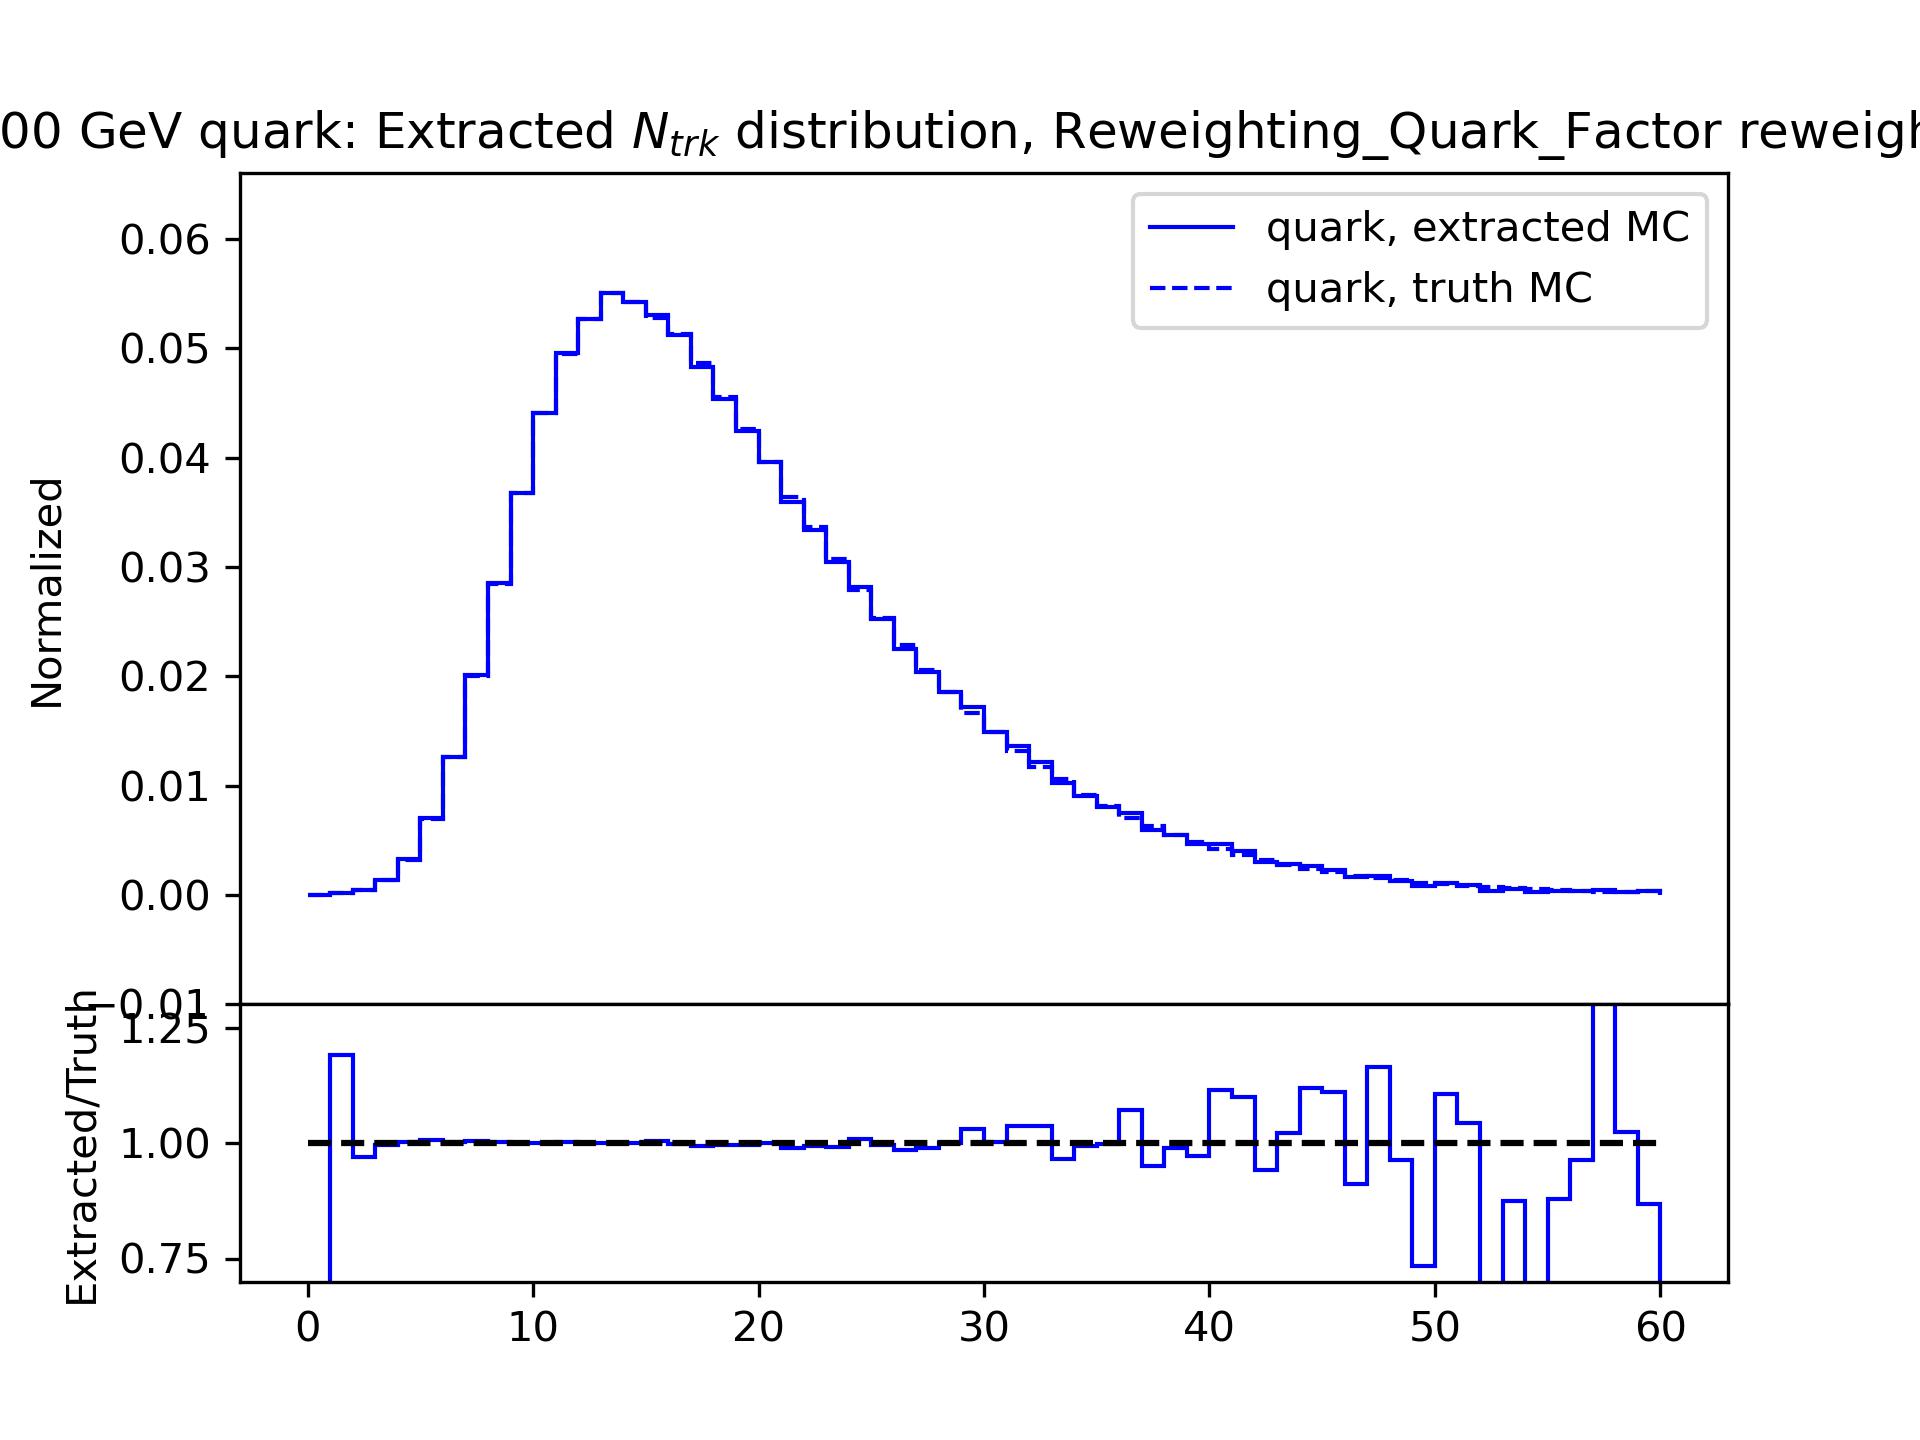 00 GeV quark: Extracted N_trk distribution, Reweighting_Quark_Factor reweigh
quark, extracted MC
quark, truth MC
Normalized
0.06
0.05
0.04
0.03
0.02
0.01
0.00
−0.01
Extracted/Truth
1.25
1.00
0.75
0 10 20 30 40 50 60